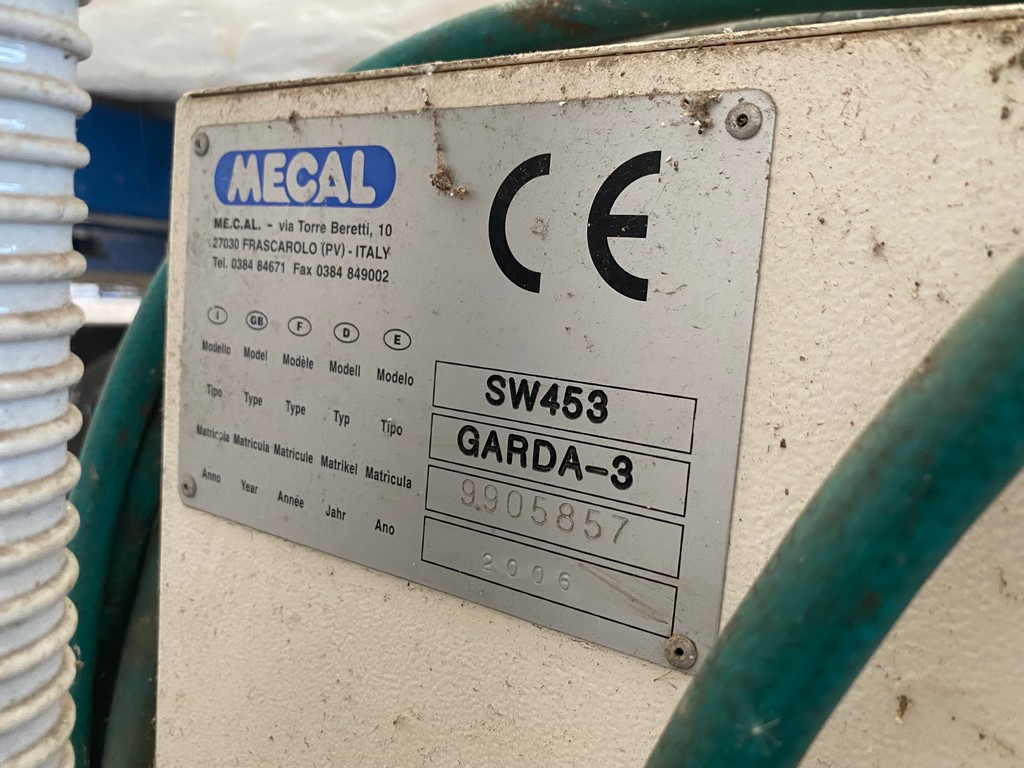 MECAL
ME.C.AL. - via Torre Beretti, 10
27030 FRASCAROLO (PV) - ITALY
Tel. 0384 84671 Fax 0384 849002
CE
I GB F D E
Modello Model Modèle Modell Modelo SW453
Tipo Type Type Typ Tipo GARDA-3
Matricola Matricula Matricule Matrikel Matricula 9905857
Anno Year Année Jahr Ano 2006